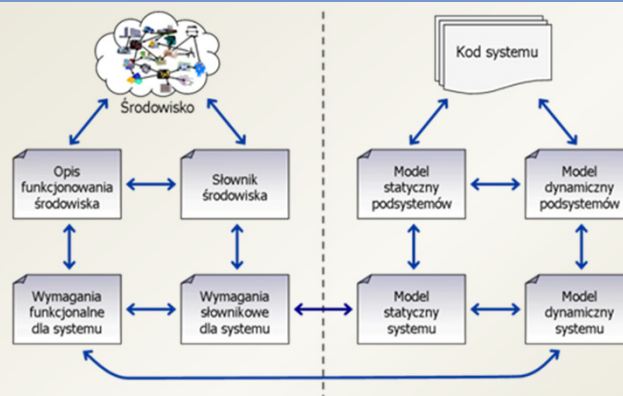 Środowisko
Kod systemu
Opis
funkcjonowania
środowiska
Słownik
środowiska
Model
statyczny
podsystemów
Model
dynamiczny
podsystemów
Wymagania
funkcjonalne
dla systemu
Wymagania
słownikowe
dla systemu
Model
statyczny
systemu
Model
dynamiczny
systemu